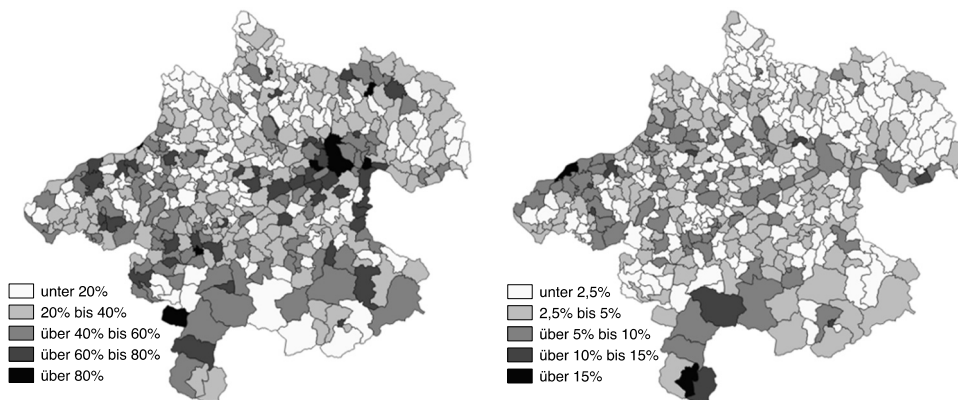 unter 20%
20% bis 40%
über 40% bis 60%
über 60% bis 80%
über 80%
unter 2,5%
2,5% bis 5%
über 5% bis 10%
über 10% bis 15%
über 15%